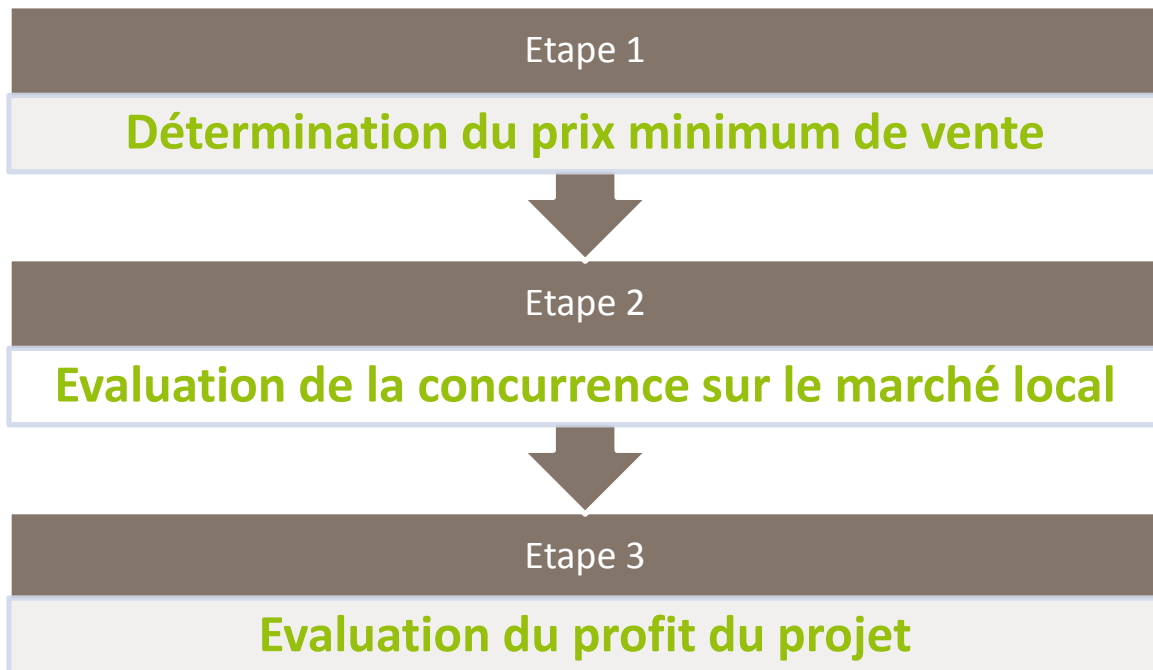 Etape 1
Détermination du prix minimum de vente
Etape 2
Evaluation de la concurrence sur le marché local
Etape 3
Evaluation du profit du projet